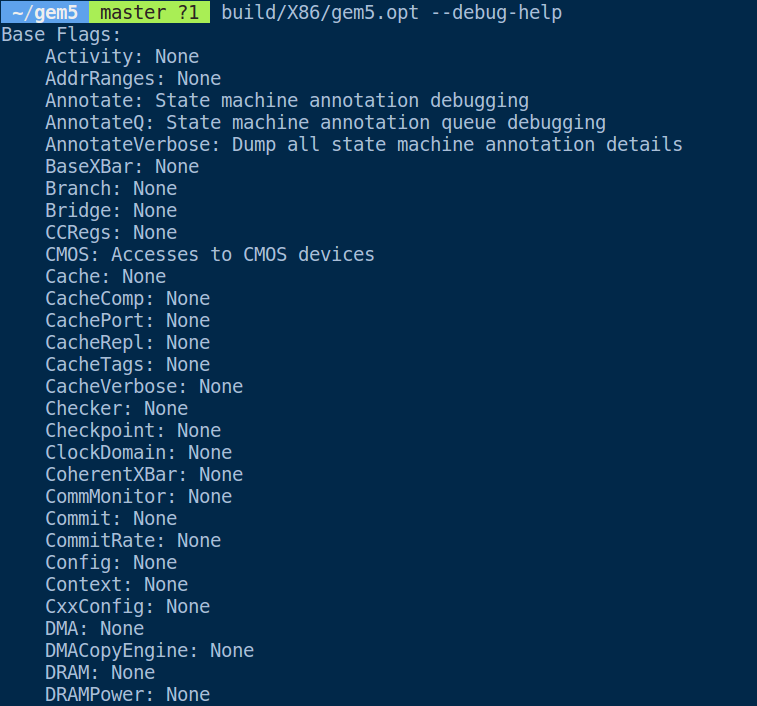 ~/gem5 master ?1 build/X86/gem5.opt --debug-help
Base Flags:
    Activity: None
    AddrRanges: None
    Annotate: State machine annotation debugging
    AnnotateQ: State machine annotation queue debugging
    AnnotateVerbose: Dump all state machine annotation details
    BaseXBar: None
    Branch: None
    Bridge: None
    CCRegs: None
    CMOS: Accesses to CMOS devices
    Cache: None
    CacheComp: None
    CachePort: None
    CacheRepl: None
    CacheTags: None
    CacheVerbose: None
    Checker: None
    Checkpoint: None
    ClockDomain: None
    CoherentXBar: None
    CommMonitor: None
    Commit: None
    CommitRate: None
    Config: None
    Context: None
    CxxConfig: None
    DMA: None
    DMACopyEngine: None
    DRAM: None
    DRAMPower: None